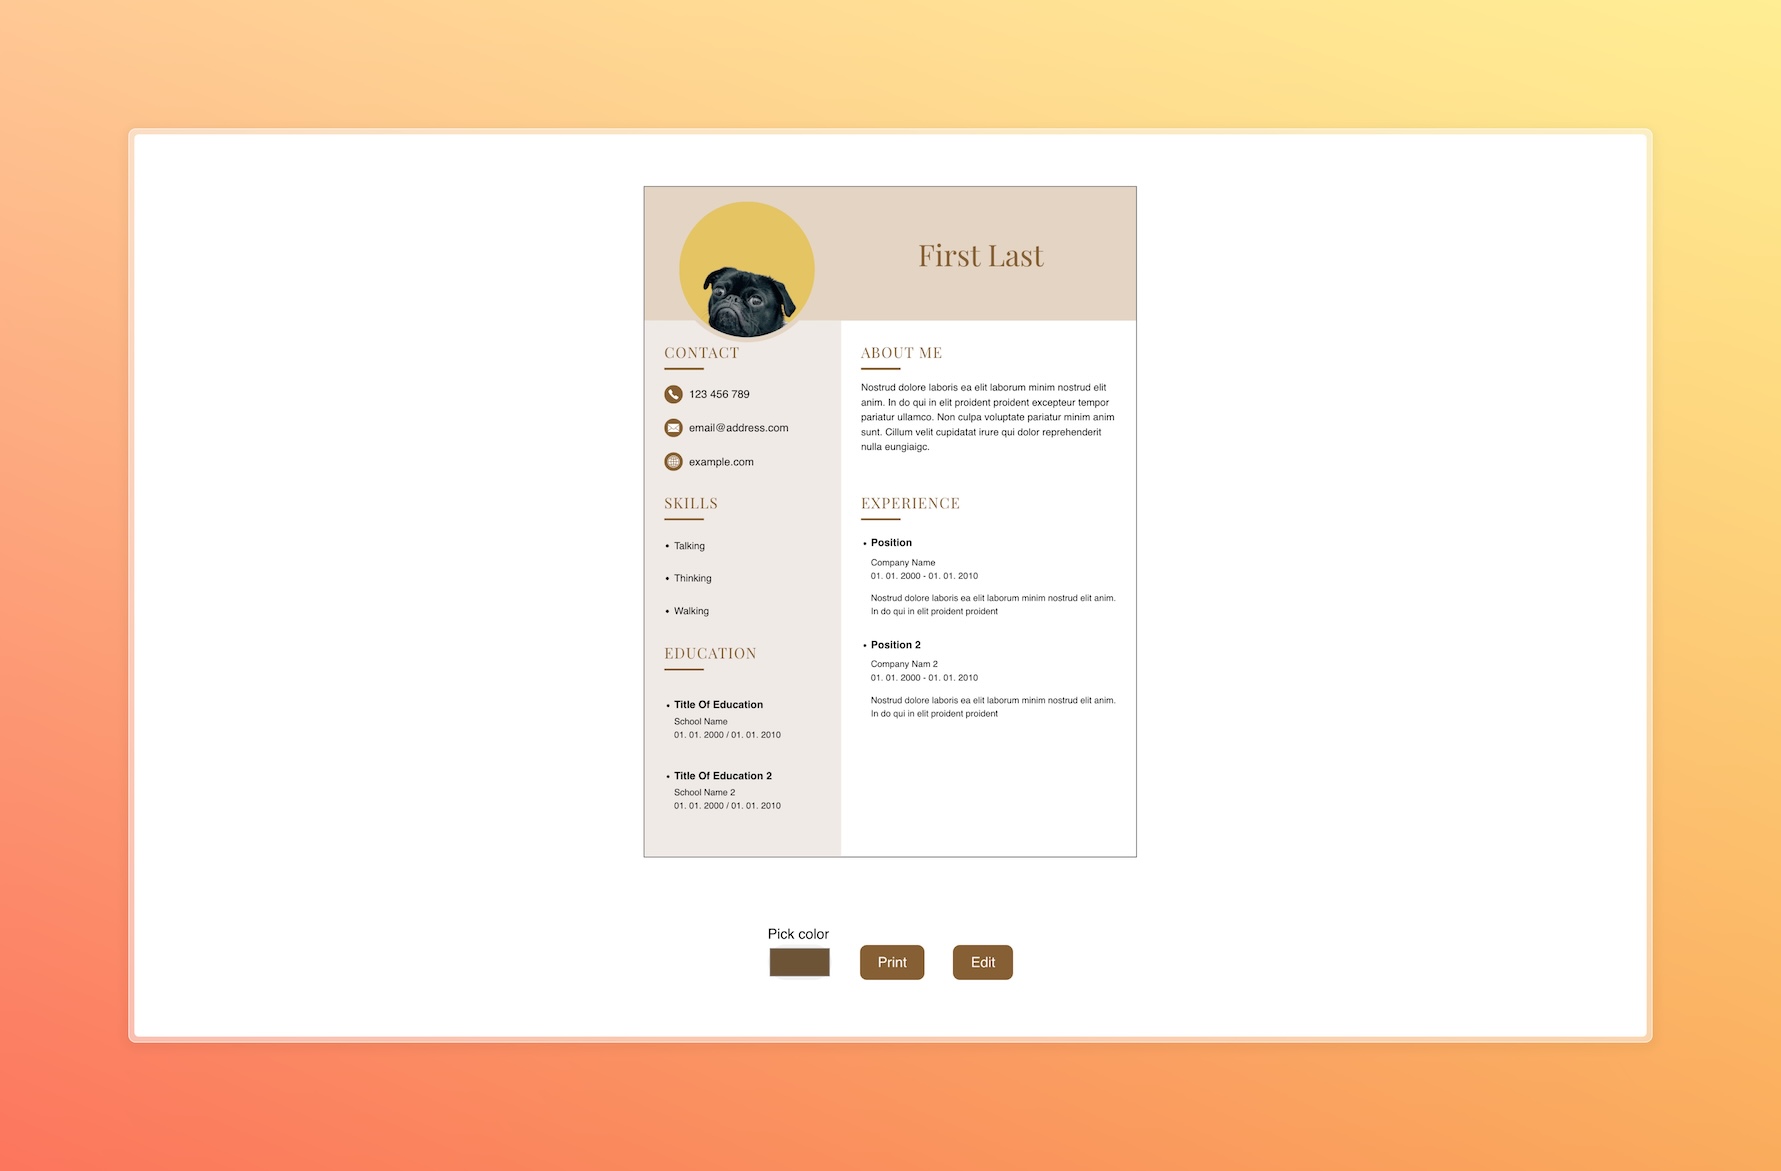 First Last
CONTACT
123 456 789
email@address.com
example.com
SKILLS
Talking
Thinking
Walking
EDUCATION
Title Of Education
School Name
01. 01. 2000 / 01. 01. 2010
Title Of Education 2
School Name 2
01. 01. 2000 / 01. 01. 2010
ABOUT ME
Nostrud dolore laboris ea elit laborum minim nostrud elit
anim. In do qui in elit proident proident excepteur tempor
pariatur ullamco. Non culpa voluptate pariatur minim anim
sunt. Cillum velit cupidatat irure qui dolor reprehenderit
nulla eungiaigc.
EXPERIENCE
Position
Company Name
01. 01. 2000 - 01. 01. 2010
Nostrud dolore laboris ea elit laborum minim nostrud elit anim.
In do qui in elit proident proident
Position 2
Company Nam 2
01. 01. 2000 - 01. 01. 2010
Nostrud dolore laboris ea elit laborum minim nostrud elit anim.
In do qui in elit proident proident
Pick color
Print
Edit